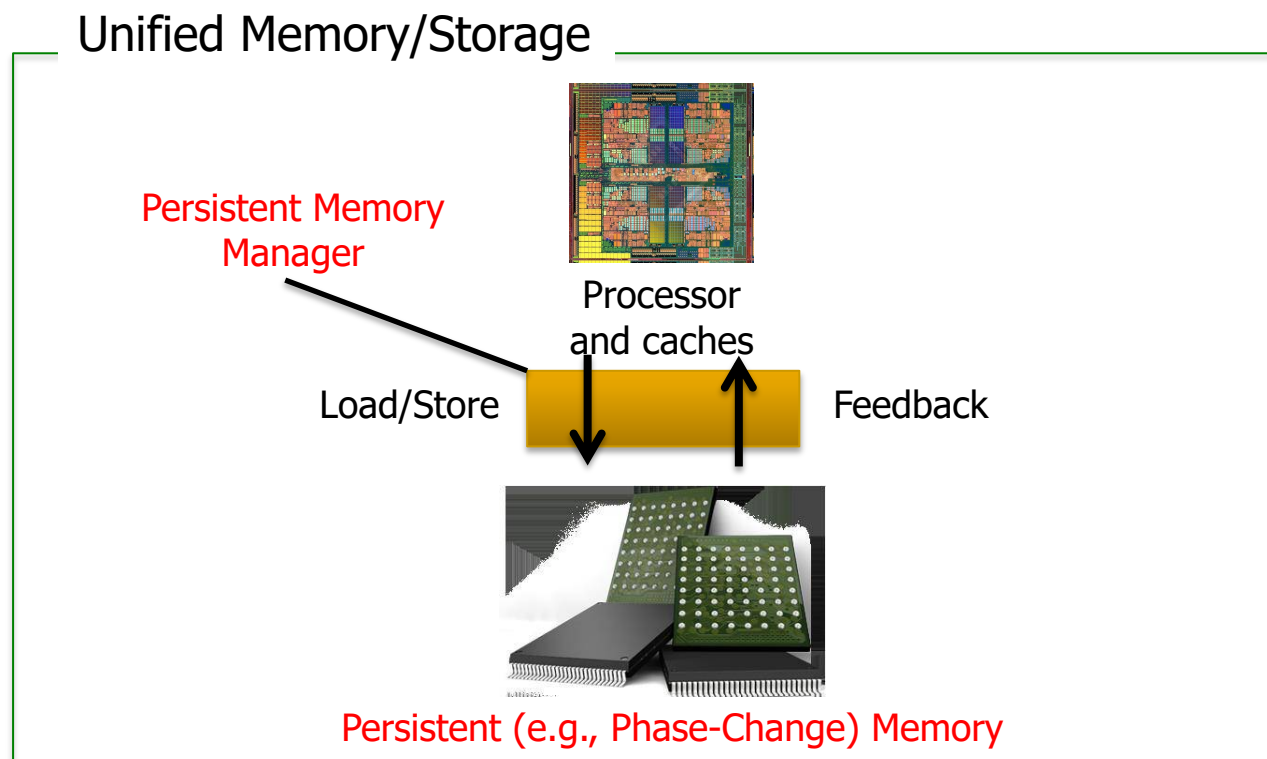 Unified Memory/Storage
Persistent Memory
Manager
Processor
and caches
Load/Store
Feedback
Persistent (e.g., Phase-Change) Memory